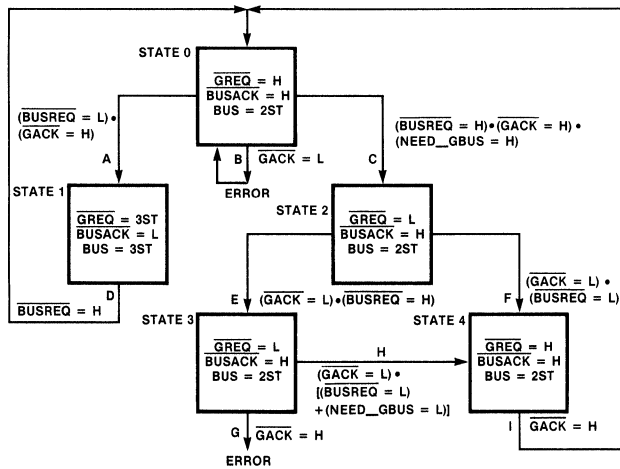 STATE 0
GREQ = H
BUSACK = H
BUS = 2ST
(BUSREQ = L)•
(GACK = H)
A
B
GACK = L
ERROR
C
(BUSREQ = H)•(GACK = H)•
(NEED__GBUS = H)
STATE 1
GREQ = 3ST
BUSACK = L
BUS = 3ST
D
BUSREQ = H
STATE 2
GREQ = L
BUSACK = H
BUS = 2ST
E
(GACK = L)•(BUSREQ = H)
F
(GACK = L)•
(BUSREQ = L)
STATE 3
GREQ = L
BUSACK = H
BUS = 2ST
H
(GACK = L)•
[(BUSREQ = L)
+(NEED__GBUS = L)]
G
GACK = H
ERROR
STATE 4
GREQ = H
BUSACK = H
BUS = 2ST
I
GACK = H